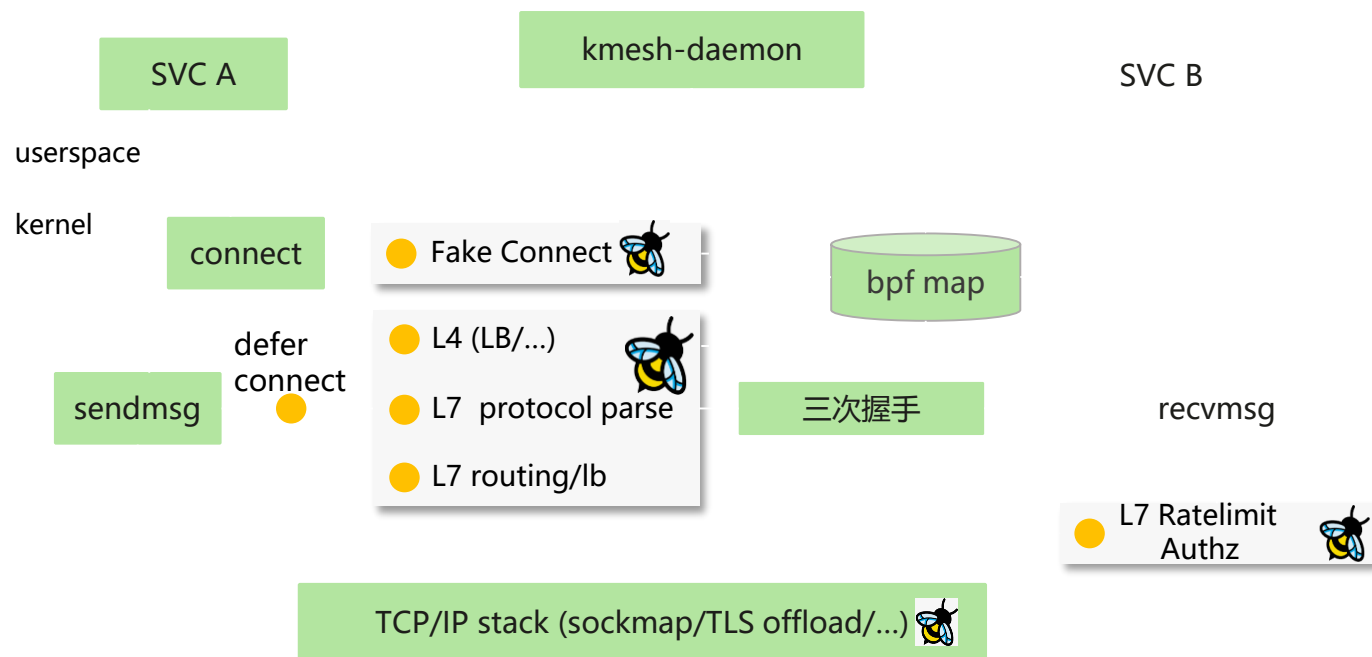 kmesh-daemon
SVC A
SVC B
userspace
kernel
connect
Fake Connect
bpf map
defer
connect
L4 (LB/...)
sendmsg
L7 protocol parse
三次握手
recvmsg
L7 routing/lb
L7 Ratelimit
Authz
TCP/IP stack (sockmap/TLS offload/...)